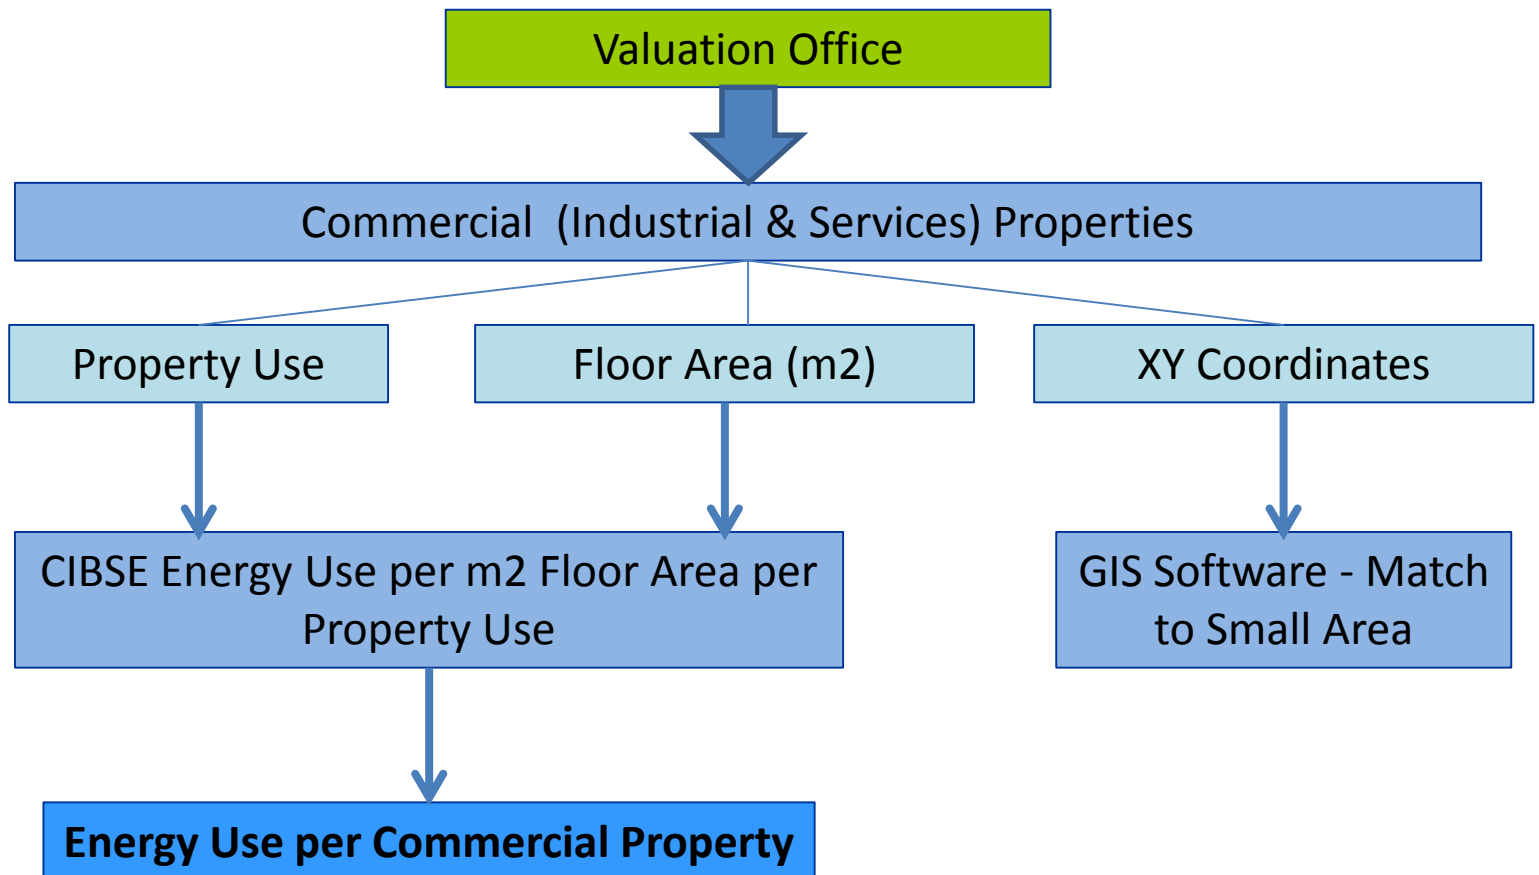 Valuation Office
Commercial  (Industrial & Services) Properties
Property Use
Floor Area (m2)
XY Coordinates
CIBSE Energy Use per m2 Floor Area per
Property Use
GIS Software - Match
to Small Area
Energy Use per Commercial Property